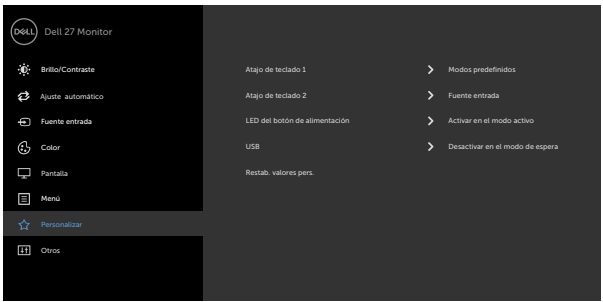 DELL Dell 27 Monitor
Brillo/Contraste
Ajuste automático
Fuente entrada
Color
Pantalla
Menú
Personalizar
Otros
Atajo de teclado 1 > Modos predefinidos
Atajo de teclado 2 > Fuente entrada
LED del botón de alimentación > Activar en el modo activo
USB > Desactivar en el modo de espera
Restab. valores pers.